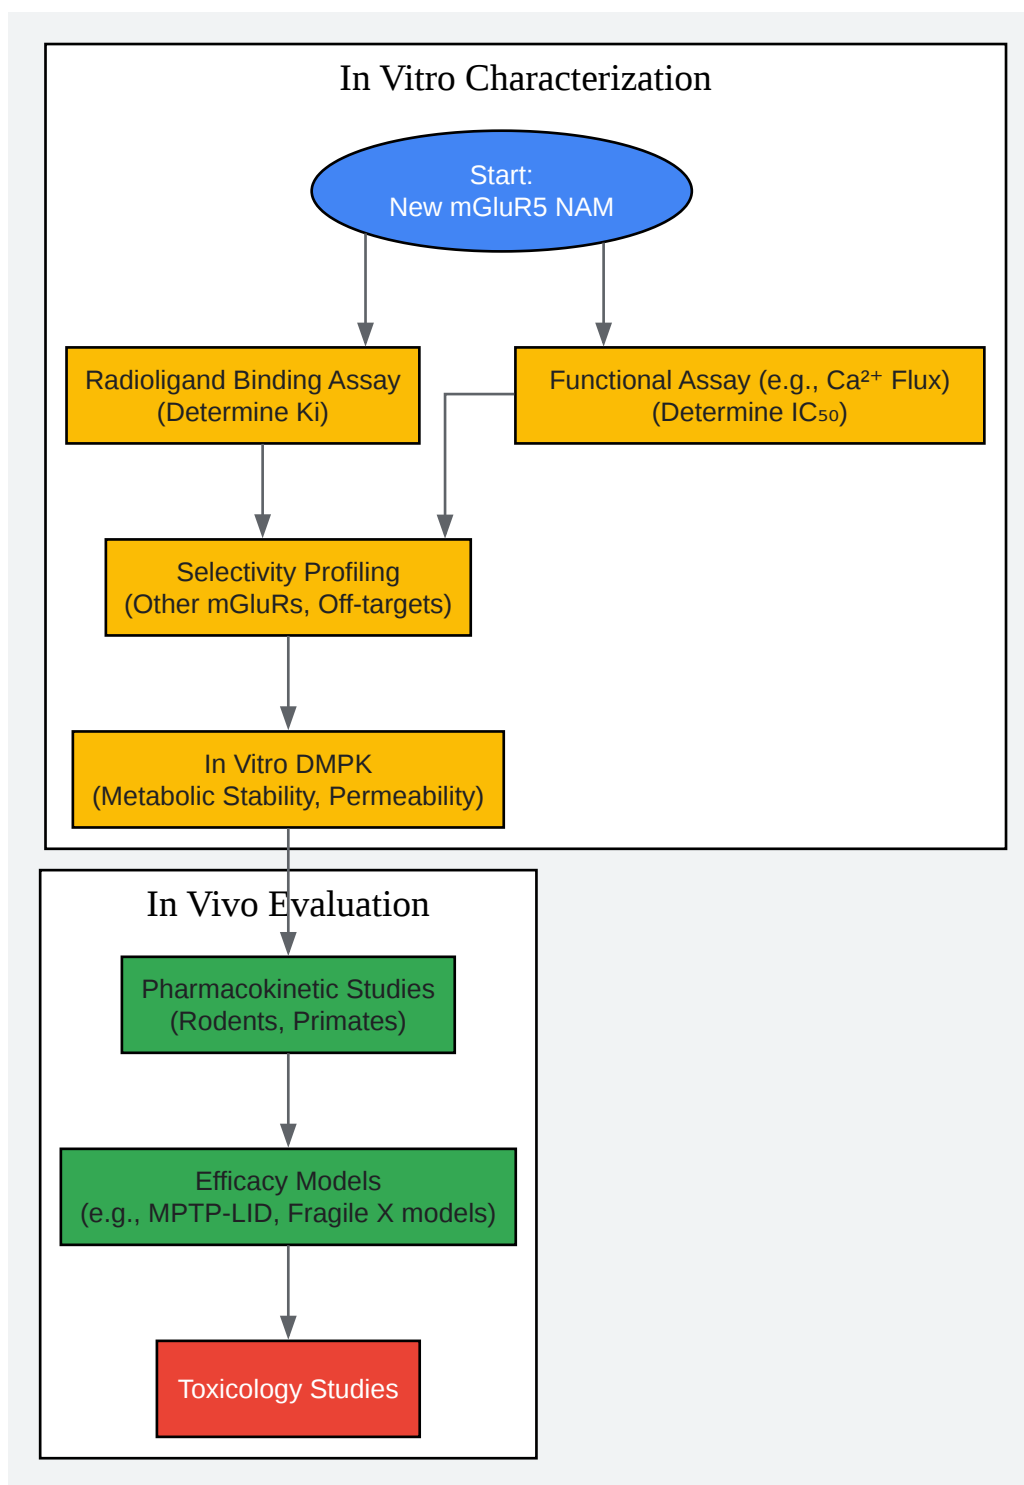 In Vitro Characterization
Start:
New mGluR5 NAM
Radioligand Binding Assay
(Determine Ki)
Functional Assay (e.g., Ca²⁺ Flux)
(Determine IC₅₀)
Selectivity Profiling
(Other mGluRs, Off-targets)
In Vitro DMPK
(Metabolic Stability, Permeability)
In Vivo Evaluation
Pharmacokinetic Studies
(Rodents, Primates)
Efficacy Models
(e.g., MPTP-LID, Fragile X models)
Toxicology Studies